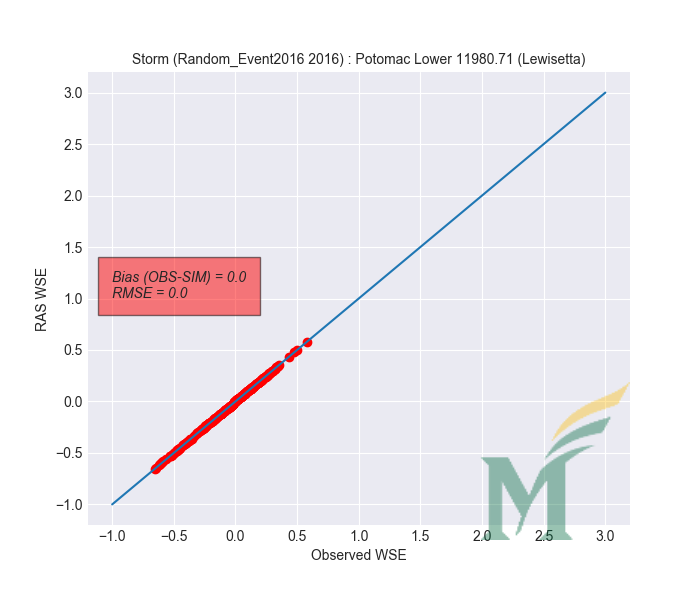 Storm (Random_Event2016 2016) : Potomac Lower 11980.71 (Lewisetta)
3.0
2.5
2.0
1.5
1.0
0.5
0.0
−0.5
−1.0
RAS WSE
Bias (OBS-SIM) = 0.0
RMSE = 0.0
M
−1.0 −0.5 0.0 0.5 1.0 1.5 2.0 2.5 3.0
Observed WSE